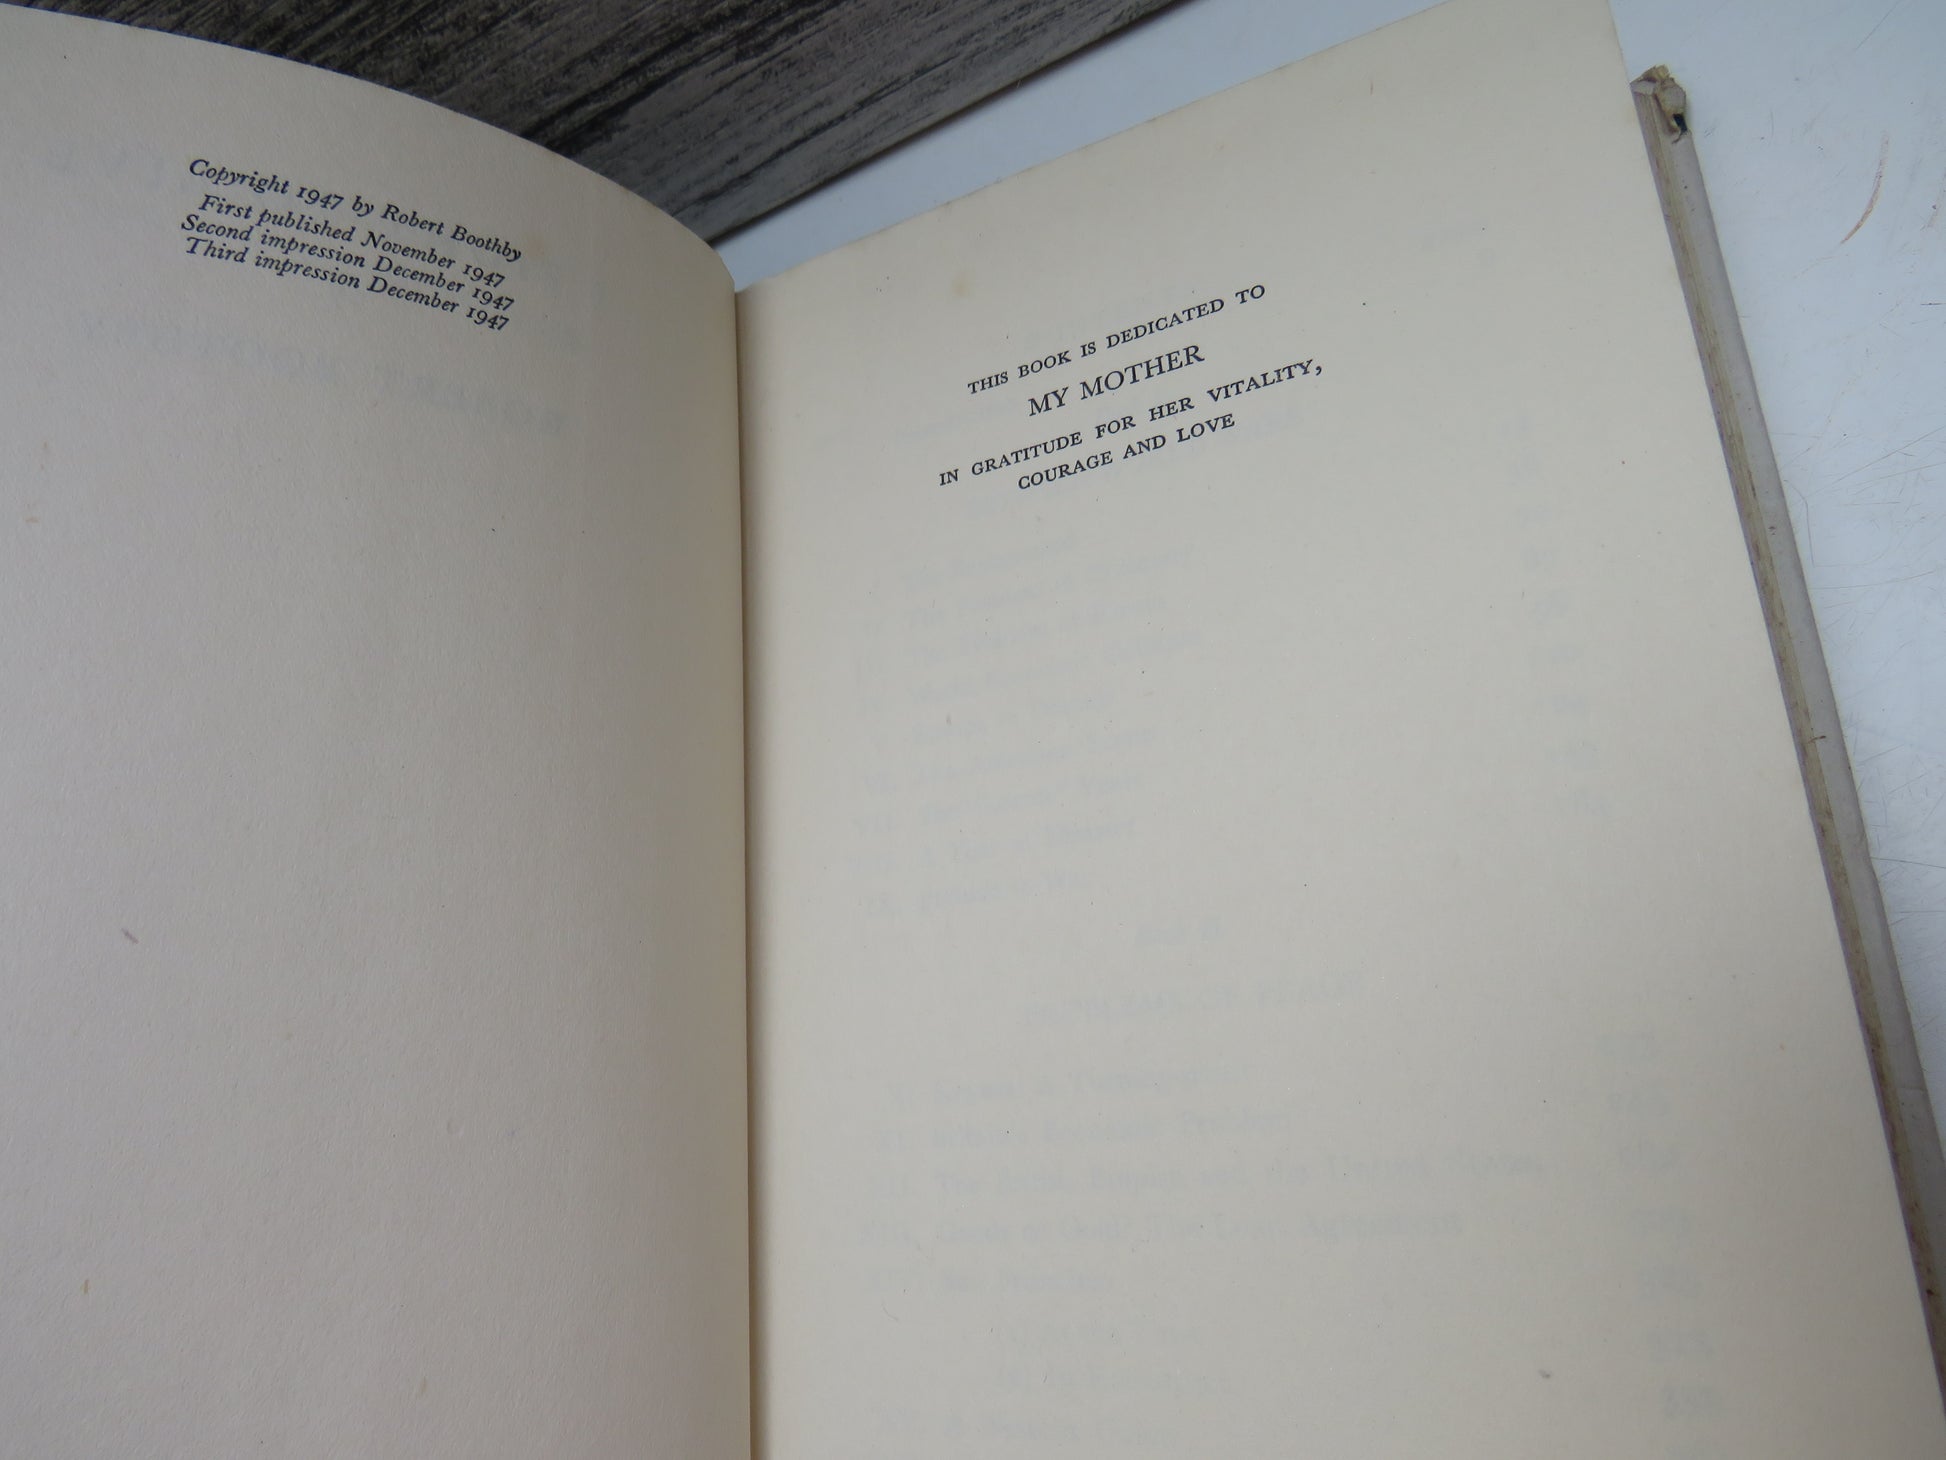 Copyright 1947 by Robert Boothby
First published November 1947
Second impression December 1947
Third impression December 1947
THIS BOOK IS DEDICATED TO
MY MOTHER
IN GRATITUDE FOR HER VITALITY,
COURAGE AND LOVE